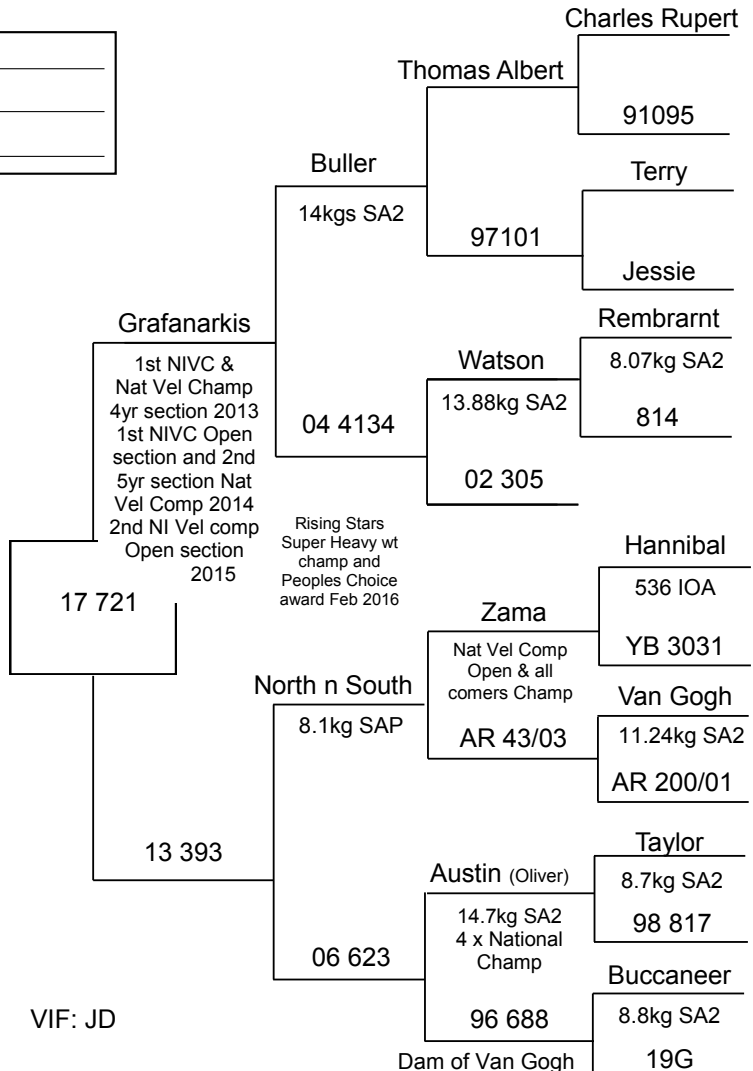 Charles Rupert
Thomas Albert
91095
Buller
14kgs SA2
Terry
97101
Jessie
Grafanarkis
1st NIVC &
Nat Vel Champ
4yr section 2013
1st NIVC Open
section and 2nd
5yr section Nat
Vel Comp 2014
2nd NI Vel comp
Open section
2015
Rembrarnt
8.07kg SA2
814
Watson
13.88kg SA2
04 4134
02 305
Rising Stars
Super Heavy wt
champ and
Peoples Choice
award Feb 2016
17 721
Hannibal
536 IOA
YB 3031
Zama
Nat Vel Comp
Open & all
comers Champ
AR 43/03
North n South
8.1kg SAP
Van Gogh
11.24kg SA2
AR 200/01
13 393
Taylor
8.7kg SA2
98 817
Austin (Oliver)
14.7kg SA2
4 x National
Champ
06 623
96 688
Buccaneer
8.8kg SA2
19G
VIF: JD
Dam of Van Gogh